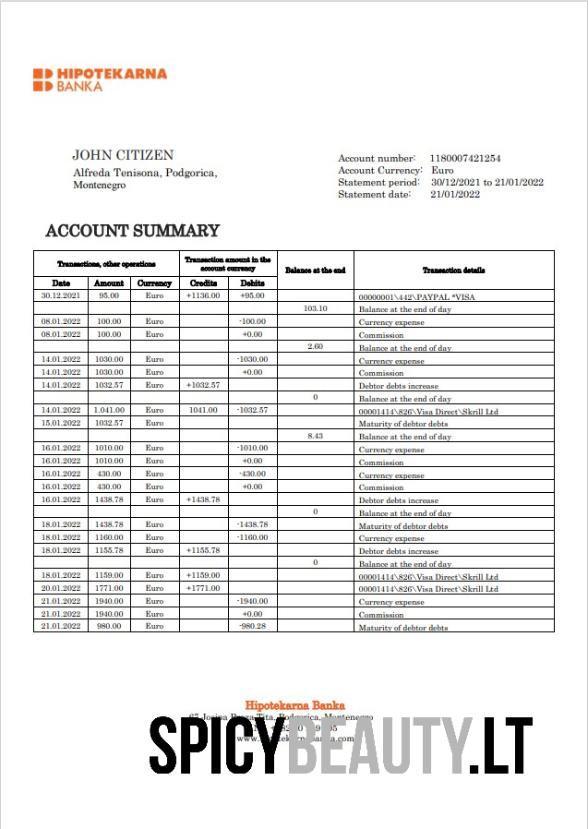 HIPOTEKARNA
BANKA
JOHN CITIZEN
Alfreda Tenisona, Podgorica,
Montenegro
Account number: 1180007421254
Account Currency: Euro
Statement period: 30/12/2021 to 21/01/2022
Statement date: 21/01/2022
ACCOUNT SUMMARY
Transactions, other operations
Transaction amount in the account currency
Balance at the end
Transaction details
Date Amount Currency Credits Debits
30.12.2021 95.00 Euro +1136.00 +95.00 00000001\442\PAYPAL *VISA
103.10 Balance at the end of day
08.01.2022 100.00 Euro -100.00 Currency expense
08.01.2022 100.00 Euro +0.00 Commission
2.60 Balance at the end of day
14.01.2022 1030.00 Euro -1030.00 Currency expense
14.01.2022 1030.00 Euro +0.00 Commission
14.01.2022 1032.57 Euro +1032.57 Debtor debts increase
0 Balance at the end of day
14.01.2022 1.041.00 Euro 1041.00 -1032.57 00001414\826\Visa Direct\Skrill Ltd
15.01.2022 1032.57 Euro Maturity of debtor debts
8.43 Balance at the end of day
16.01.2022 1010.00 Euro -1010.00 Currency expense
16.01.2022 1010.00 Euro +0.00 Commission
16.01.2022 430.00 Euro -430.00 Currency expense
16.01.2022 430.00 Euro +0.00 Commission
16.01.2022 1438.78 Euro +1438.78 Debtor debts increase
0 Balance at the end of day
18.01.2022 1438.78 Euro -1438.78 Maturity of debtor debts
18.01.2022 1160.00 Euro -1160.00 Currency expense
18.01.2022 1155.78 Euro +1155.78 Debtor debts increase
0 Balance at the end of day
18.01.2022 1159.00 Euro +1159.00 00001414\826\Visa Direct\Skrill Ltd
20.01.2022 1771.00 Euro +1771.00 00001414\826\Visa Direct\Skrill Ltd
21.01.2022 1940.00 Euro -1940.00 Currency expense
21.01.2022 1940.00 Euro +0.00 Commission
21.01.2022 980.00 Euro -980.28 Maturity of debtor debts
Hipotekarna Banka
Podgorica, Montenegro
SPICYBEAUTY.LT